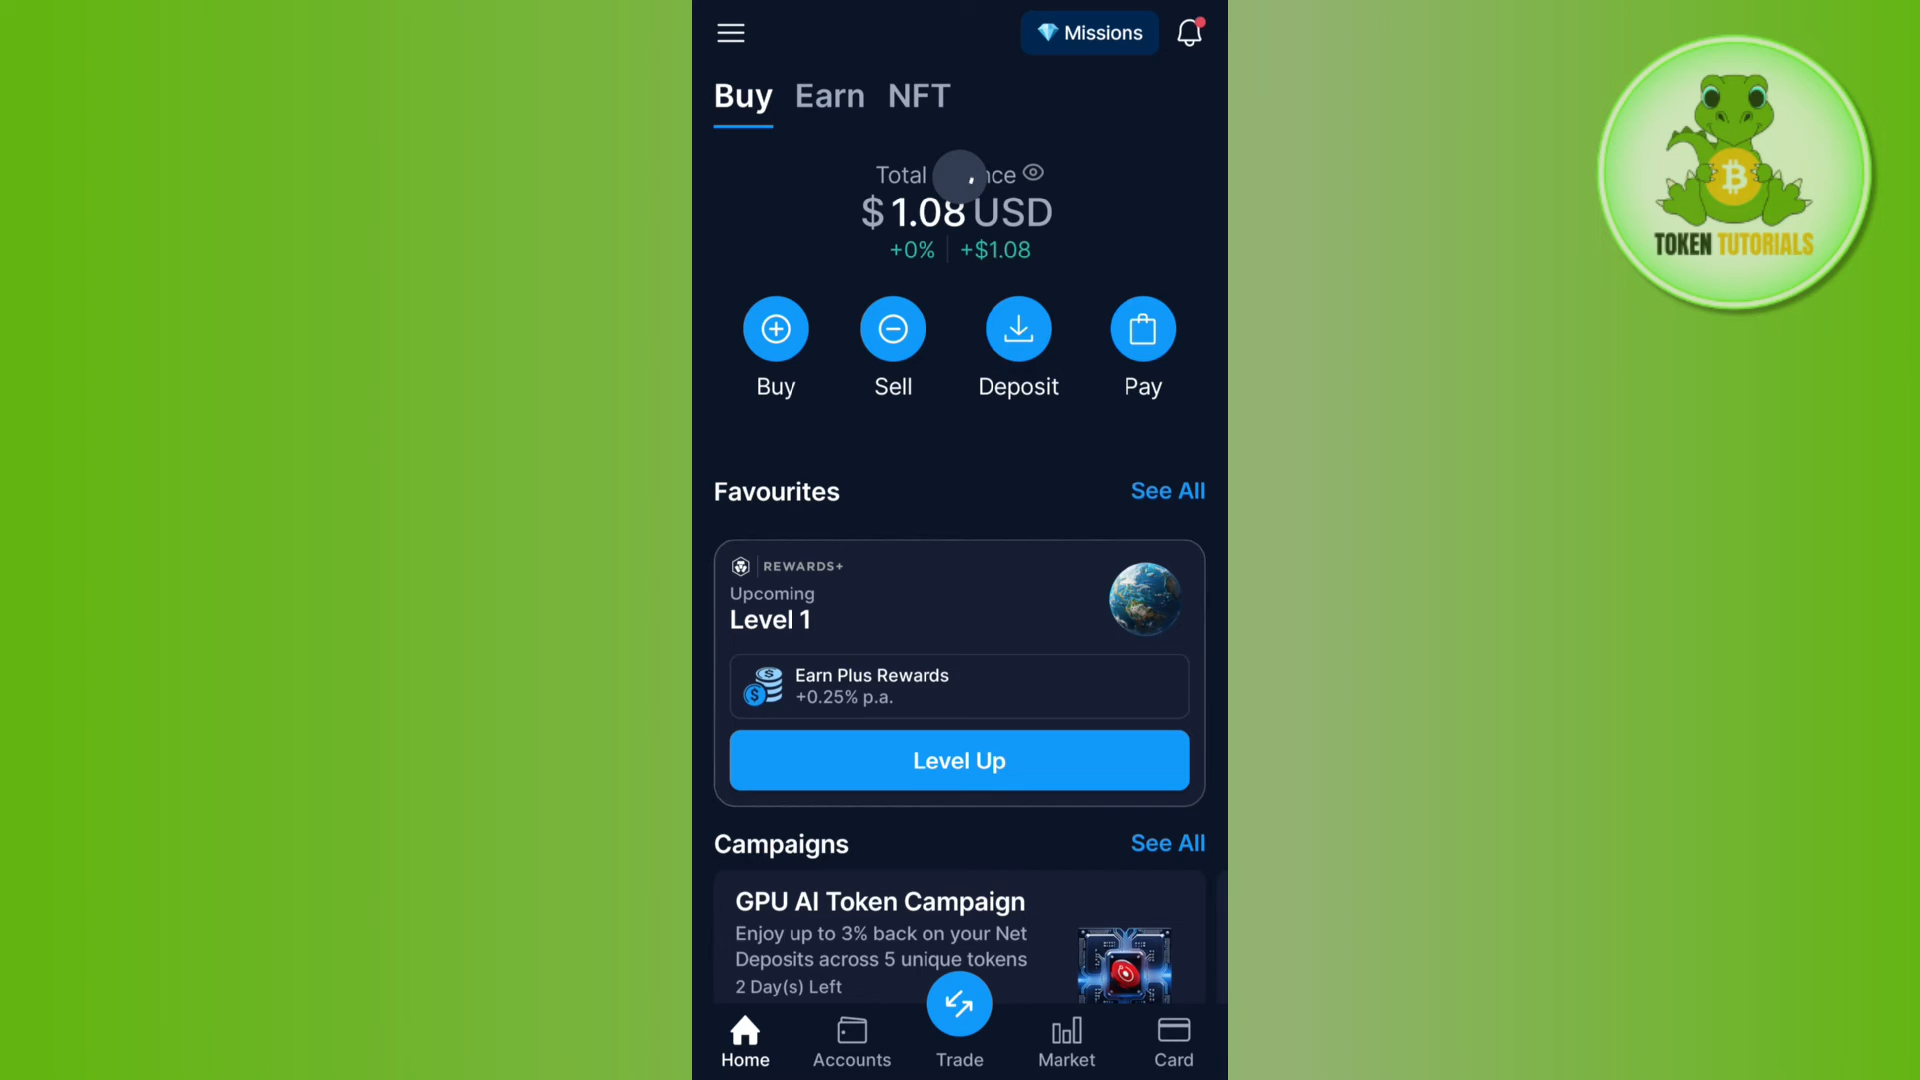 Missions
Buy Earn NFT
Total nce
$1.08 USD
+0% +$1.08
Buy Sell Deposit Pay
Favourites See All
REWARDS+
Upcoming
Level 1
Earn Plus Rewards
+0.25% p.a.
Level Up
Campaigns See All
GPU AI Token Campaign
Enjoy up to 3% back on your Net
Deposits across 5 unique tokens
2 Day(s) Left
Home Accounts Trade Market Card
TOKEN TUTORIALS